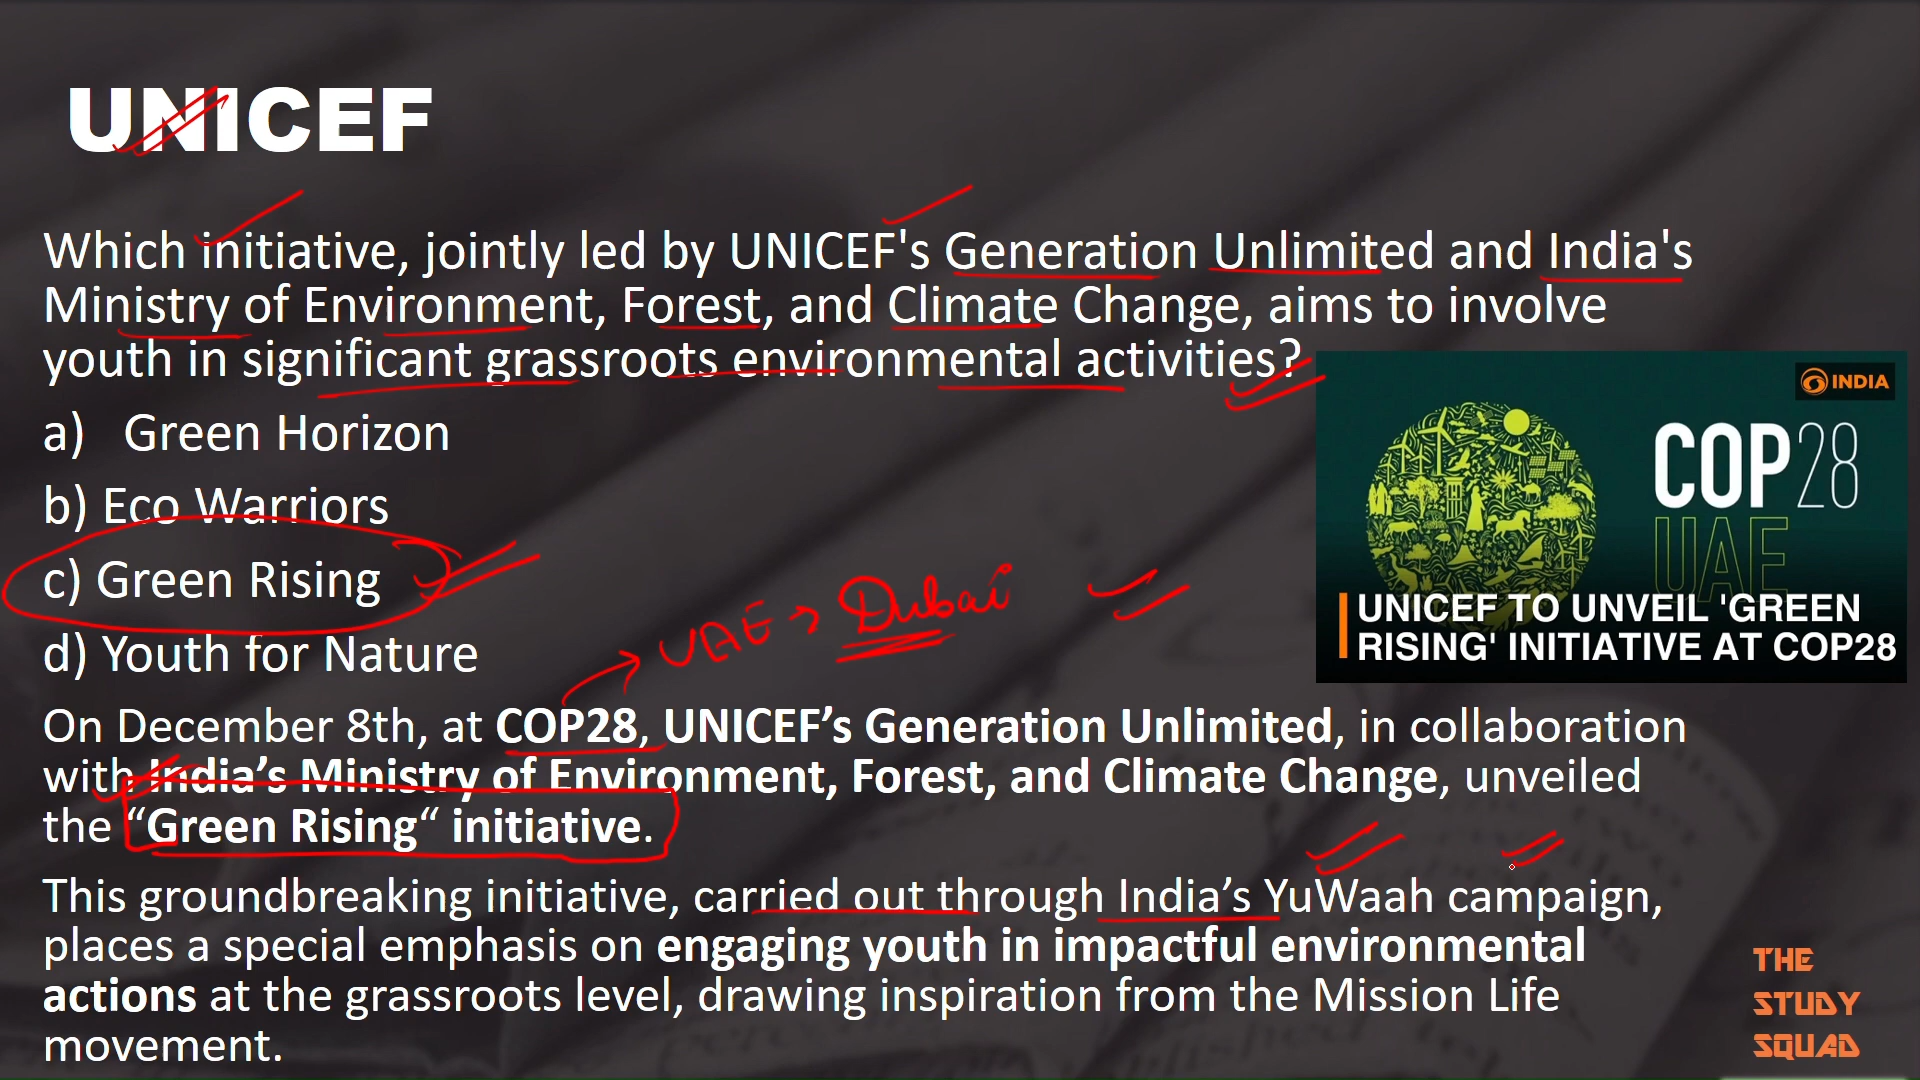 UNICEF
Which initiative, jointly led by UNICEF's Generation Unlimited and India's
Ministry of Environment, Forest, and Climate Change, aims to involve
youth in significant grassroots environmental activities?
a) Green Horizon
b) Eco Warriors
c) Green Rising
d) Youth for Nature
UAE → Dubai
INDIA
COP28
UAE
UNICEF TO UNVEIL 'GREEN
RISING' INITIATIVE AT COP28
On December 8th, at COP28, UNICEF’s Generation Unlimited, in collaboration
with India’s Ministry of Environment, Forest, and Climate Change, unveiled
the “Green Rising“ initiative.
This groundbreaking initiative, carried out through India’s YuWaah campaign,
places a special emphasis on engaging youth in impactful environmental
actions at the grassroots level, drawing inspiration from the Mission Life
movement.
THE
STUDY
SQUAD